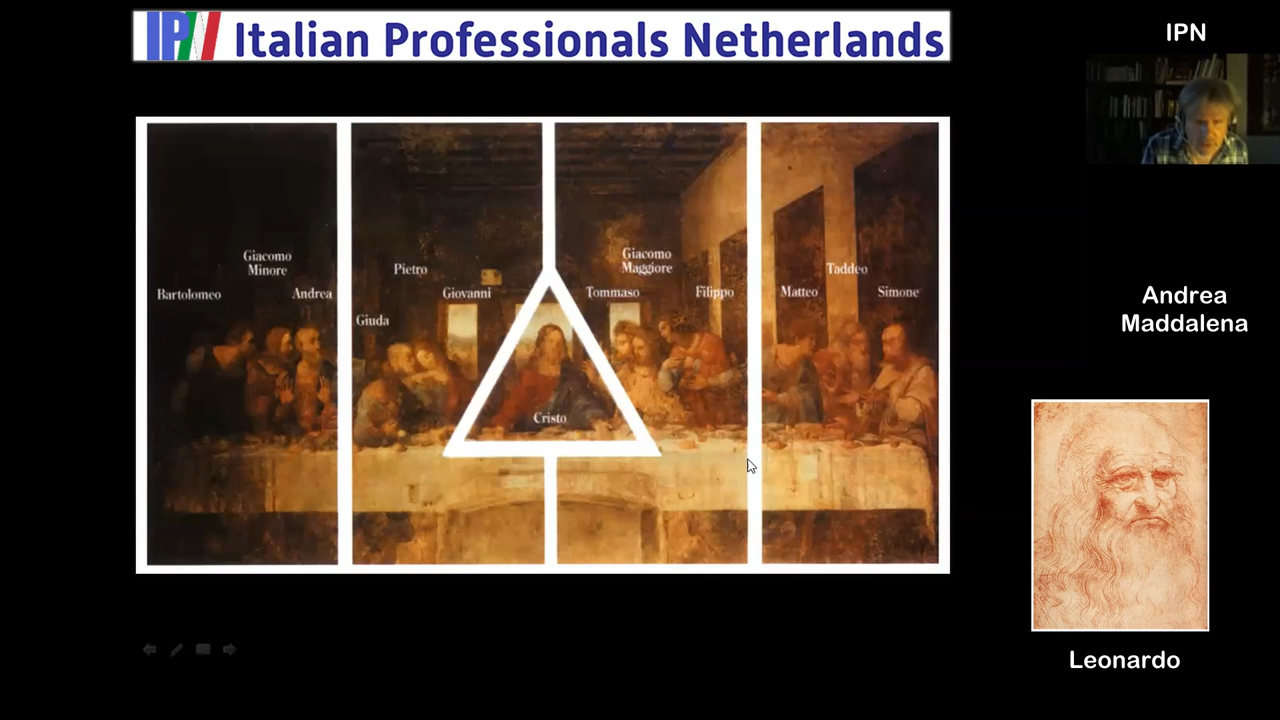 IPN Italian Professionals Netherlands
IPN
Giacomo
Minore
Bartolomeo
Andrea
Pietro
Giovanni
Giuda
Giacomo
Maggiore
Tommaso
Filippo
Taddeo
Matteo
Simone
Cristo
Andrea
Maddalena
Leonardo